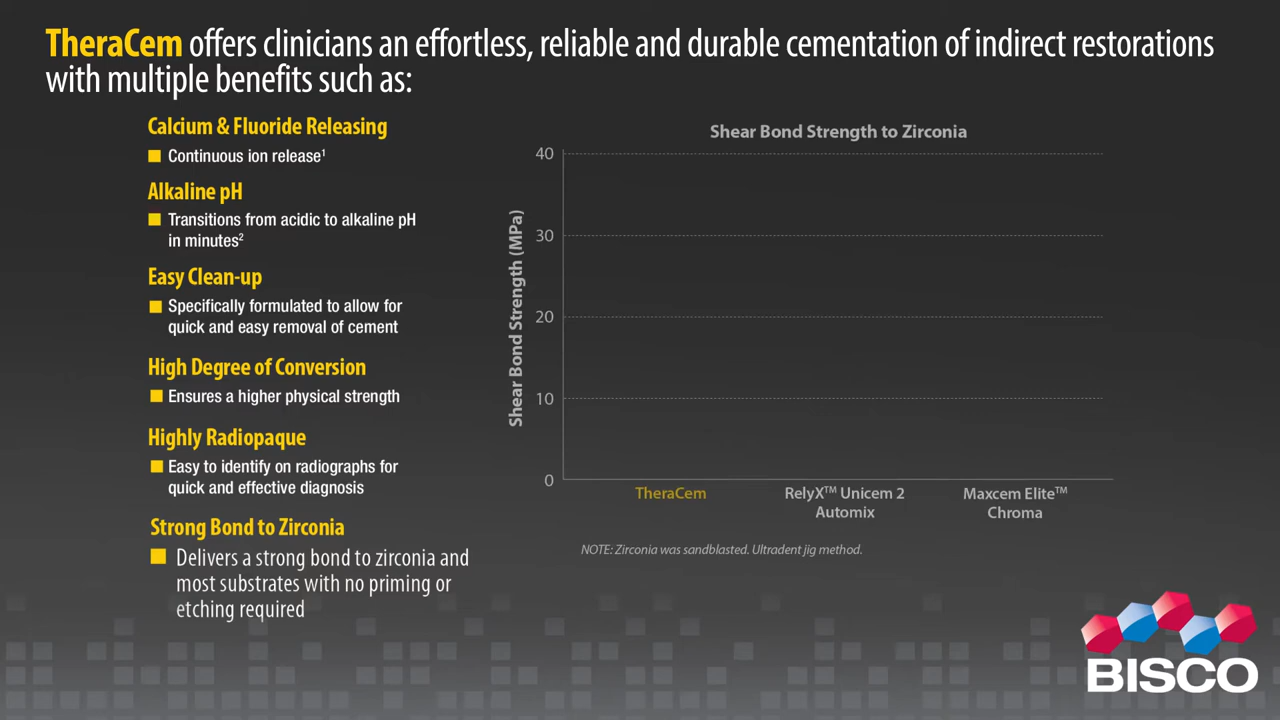 TheraCem offers clinicians an effortless, reliable and durable cementation of indirect restorations
with multiple benefits such as:
Calcium & Fluoride Releasing
Continuous ion release¹
Alkaline pH
Transitions from acidic to alkaline pH
in minutes²
Easy Clean-up
Specifically formulated to allow for
quick and easy removal of cement
High Degree of Conversion
Ensures a higher physical strength
Highly Radiopaque
Easy to identify on radiographs for
quick and effective diagnosis
Strong Bond to Zirconia
Delivers a strong bond to zirconia and
most substrates with no priming or
etching required
Shear Bond Strength to Zirconia
Shear Bond Strength (MPa)
40
30
20
10
0
TheraCem
RelyX™ Unicem 2
Automix
Maxcem Elite™
Chroma
NOTE: Zirconia was sandblasted. Ultradent jig method.
BISCO